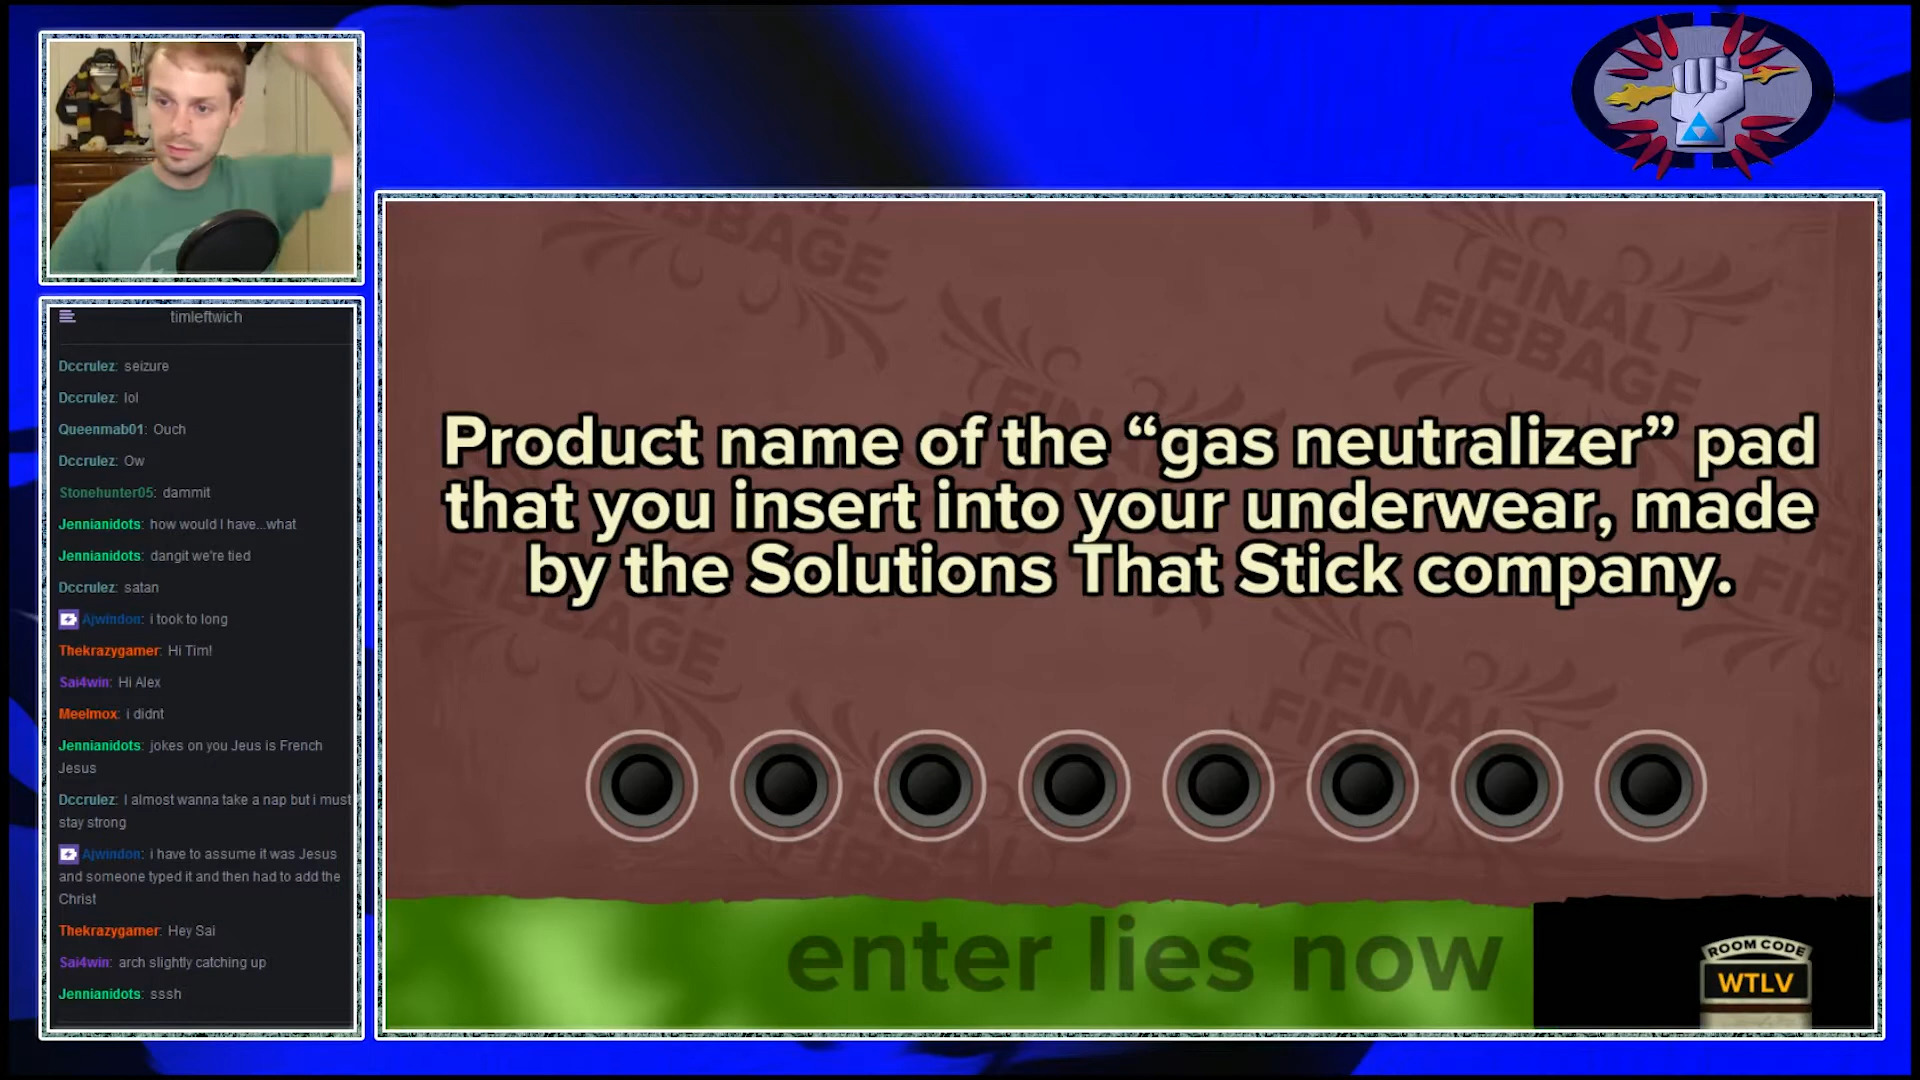 timleftwich
Dccrulez: seizure
Dccrulez: lol
Queenmab01: Ouch
Dccrulez: Ow
Stonehunter05: dammit
Jennianidots: how would I have...what
Jennianidots: dangit we're tied
Dccrulez: satan
Ajwindon: i took to long
Thekrazygamer: Hi Tim!
Sai4win: Hi Alex
Meelmox: i didnt
Jennianidots: jokes on you Jeus is French
Jesus
Dccrulez: I almost wanna take a nap but i must
stay strong
Ajwindon: i have to assume it was Jesus
and someone typed it and then had to add the
Christ
Thekrazygamer: Hey Sai
Sai4win: arch slightly catching up
Jennianidots: sssh
FINAL
FIBBAGE
Product name of the “gas neutralizer” pad
that you insert into your underwear, made
by the Solutions That Stick company.
enter lies now
ROOM CODE
WTLV